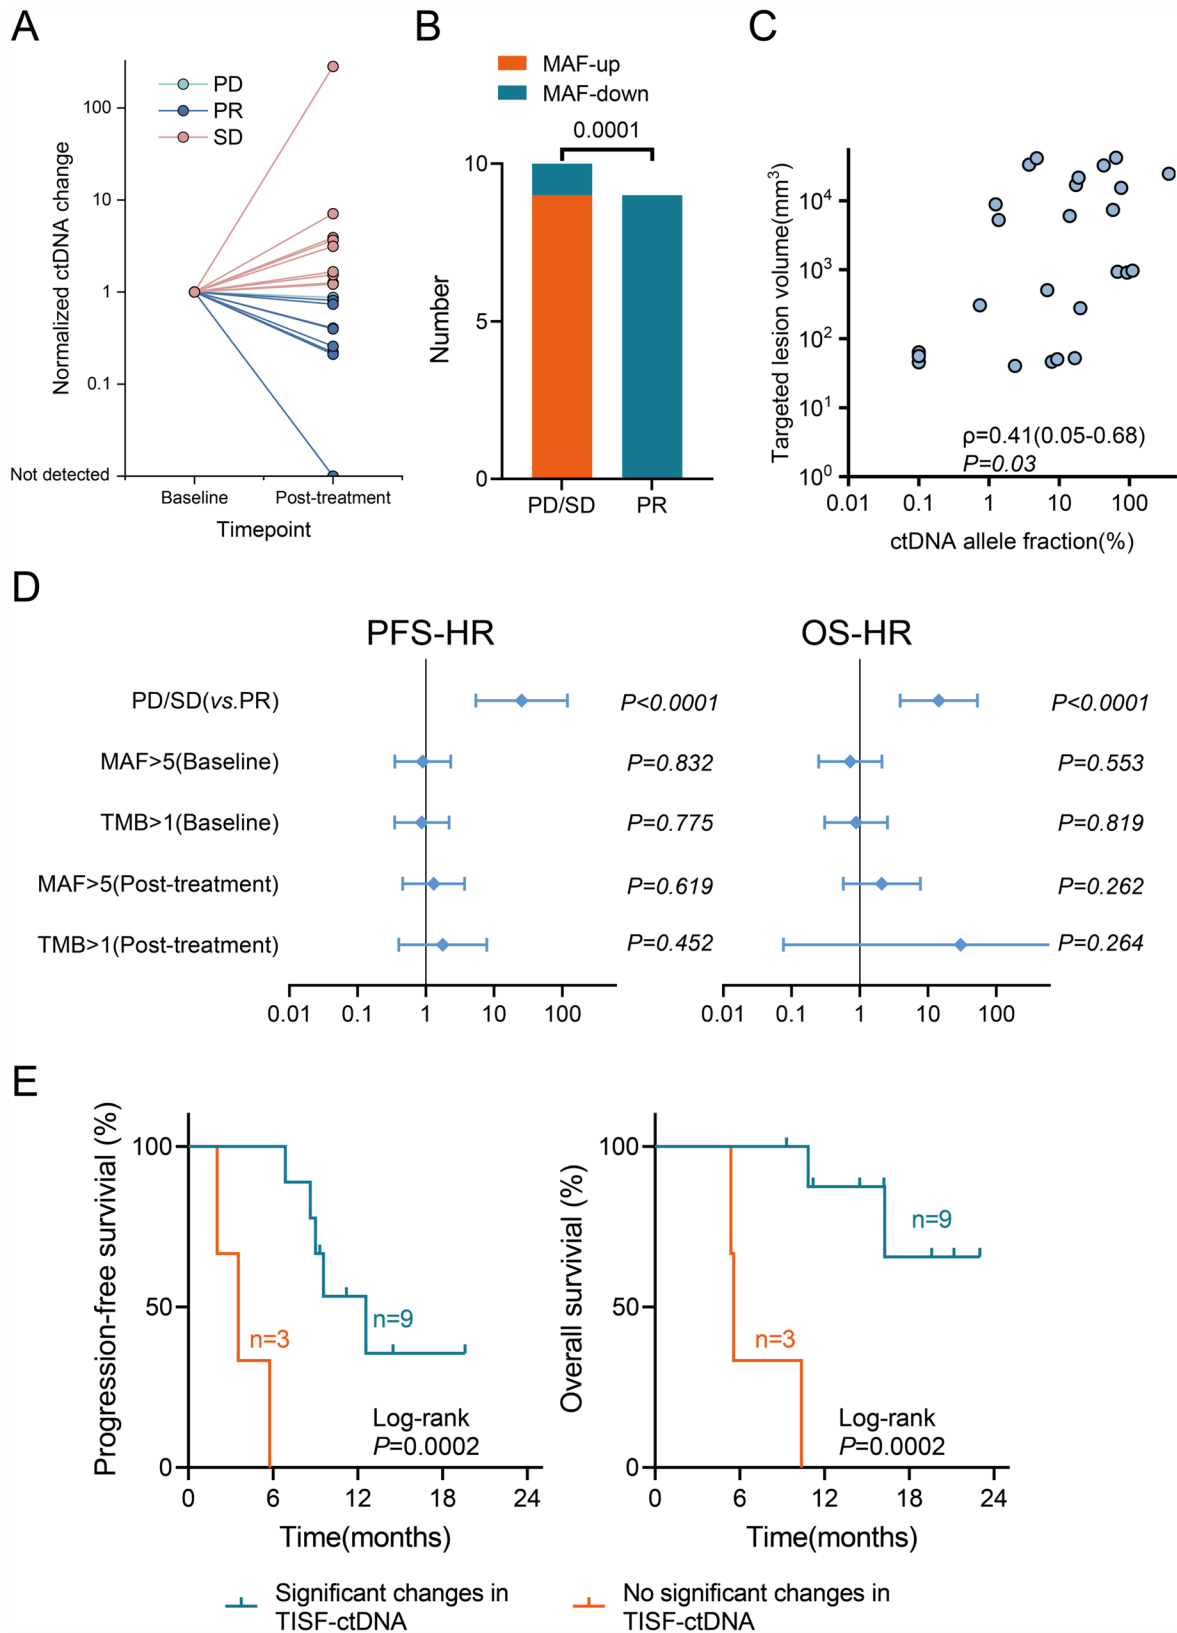 A
PD
PR
SD
Normalized ctDNA change
100
10
1
0.1
Not detected
Baseline
Post-treatment
Timepoint
B
MAF-up
MAF-down
0.0001
Number
10
5
0
PD/SD
PR
C
Targeted lesion volume(mm³)
10⁴
10³
10²
10¹
10⁰
ρ=0.41(0.05-0.68)
P=0.03
0.01
0.1
1
10
100
ctDNA allele fraction(%)
D
PFS-HR
OS-HR
PD/SD(vs.PR)
P<0.0001
P<0.0001
MAF>5(Baseline)
P=0.832
P=0.553
TMB>1(Baseline)
P=0.775
P=0.819
MAF>5(Post-treatment)
P=0.619
P=0.262
TMB>1(Post-treatment)
P=0.452
P=0.264
0.01
0.1
1
10
100
0.01
0.1
1
10
100
E
Progression-free survivial (%)
100
50
0
n=9
n=3
Log-rank
P=0.0002
0
6
12
18
24
Time(months)
Overall survivial (%)
100
50
0
n=9
n=3
Log-rank
P=0.0002
0
6
12
18
24
Time(months)
Significant changes in
TISF-ctDNA
No significant changes in
TISF-ctDNA